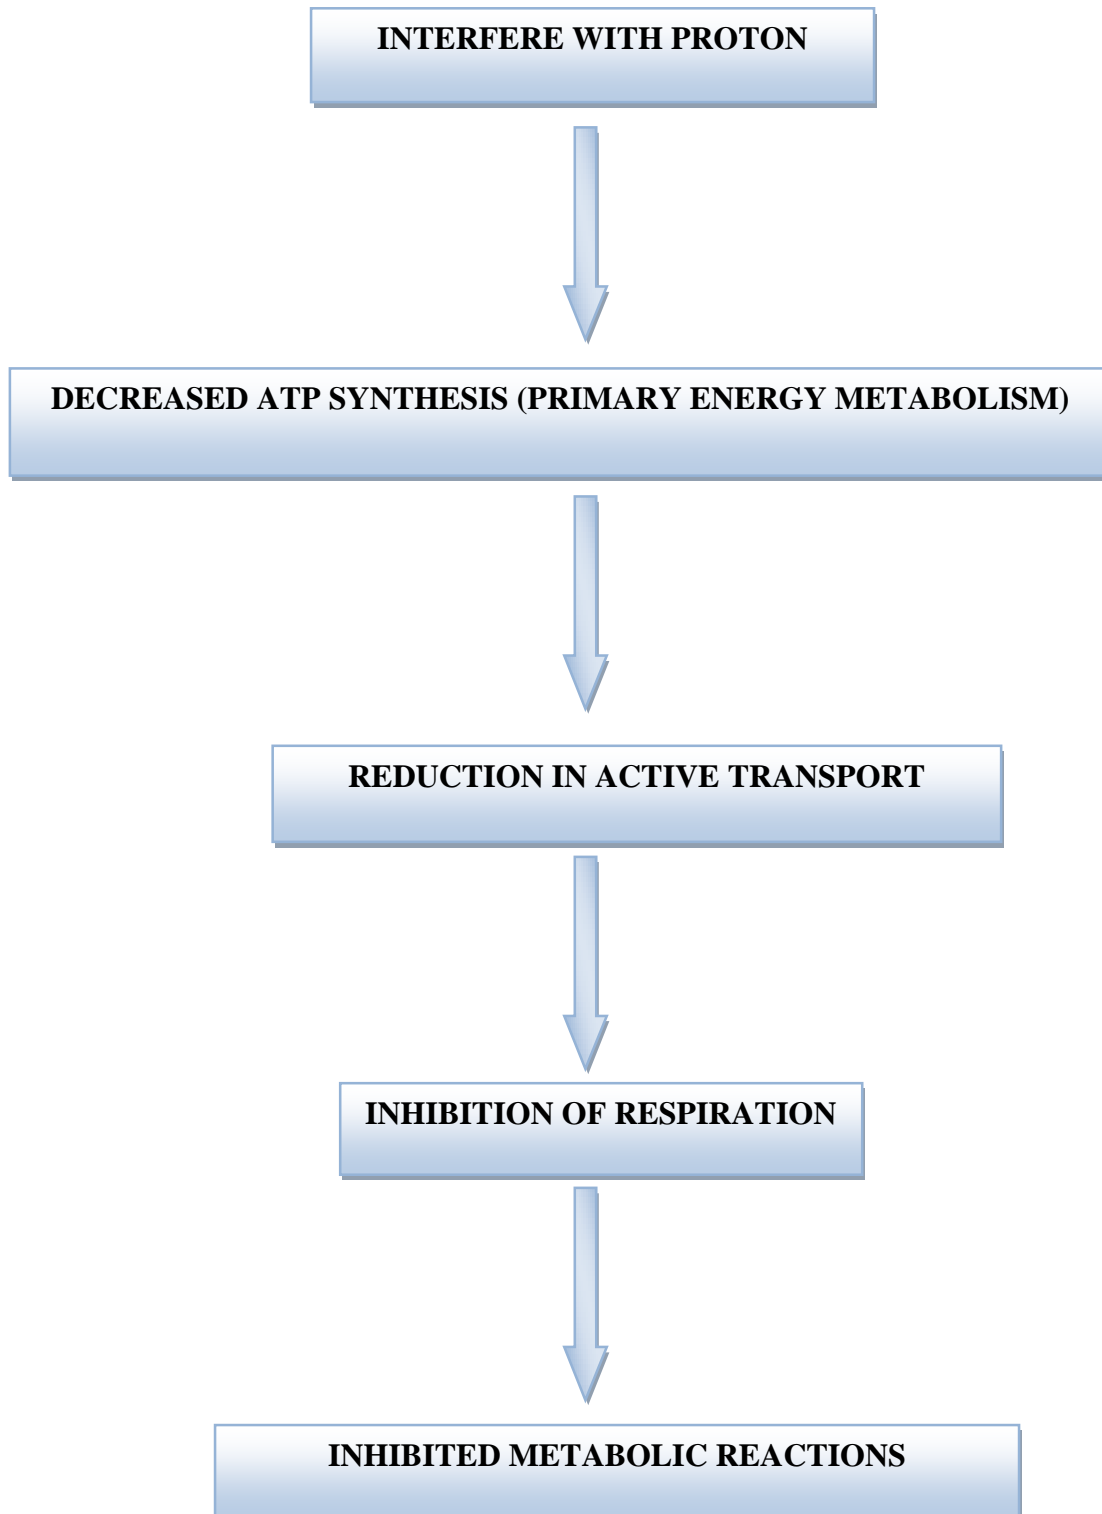 INTERFERE WITH PROTON
DECREASED ATP SYNTHESIS (PRIMARY ENERGY METABOLISM)
REDUCTION IN ACTIVE TRANSPORT
INHIBITION OF RESPIRATION
INHIBITED METABOLIC REACTIONS